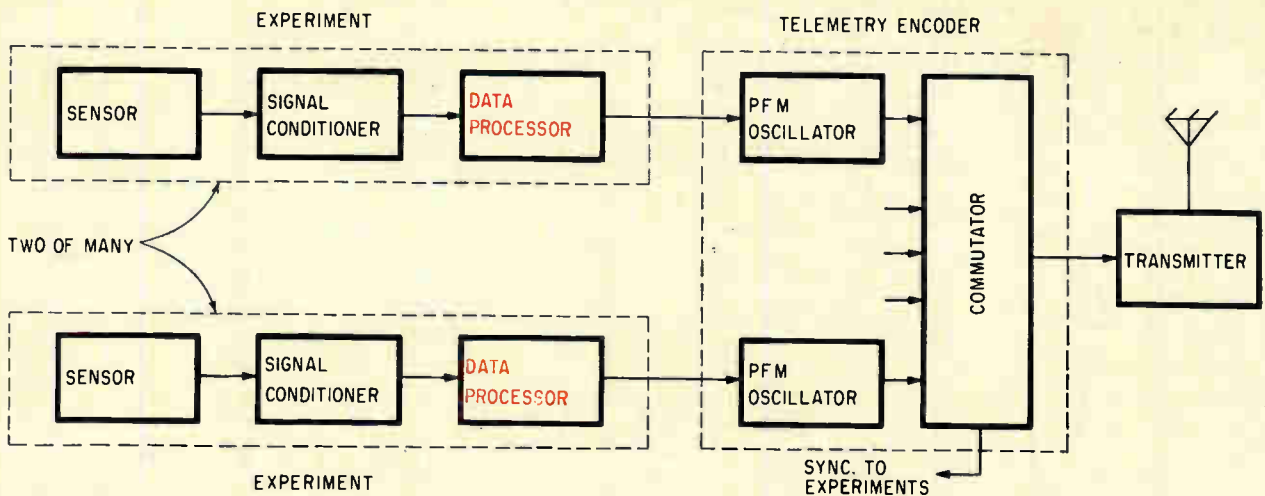 EXPERIMENT
TELEMETRY ENCODER
SENSOR
SIGNAL
CONDITIONER
DATA
PROCESSOR
PFM
OSCILLATOR
COMMUTATOR
TWO OF MANY
TRANSMITTER
SENSOR
SIGNAL
CONDITIONER
DATA
PROCESSOR
PFM
OSCILLATOR
EXPERIMENT
SYNC. TO
EXPERIMENTS